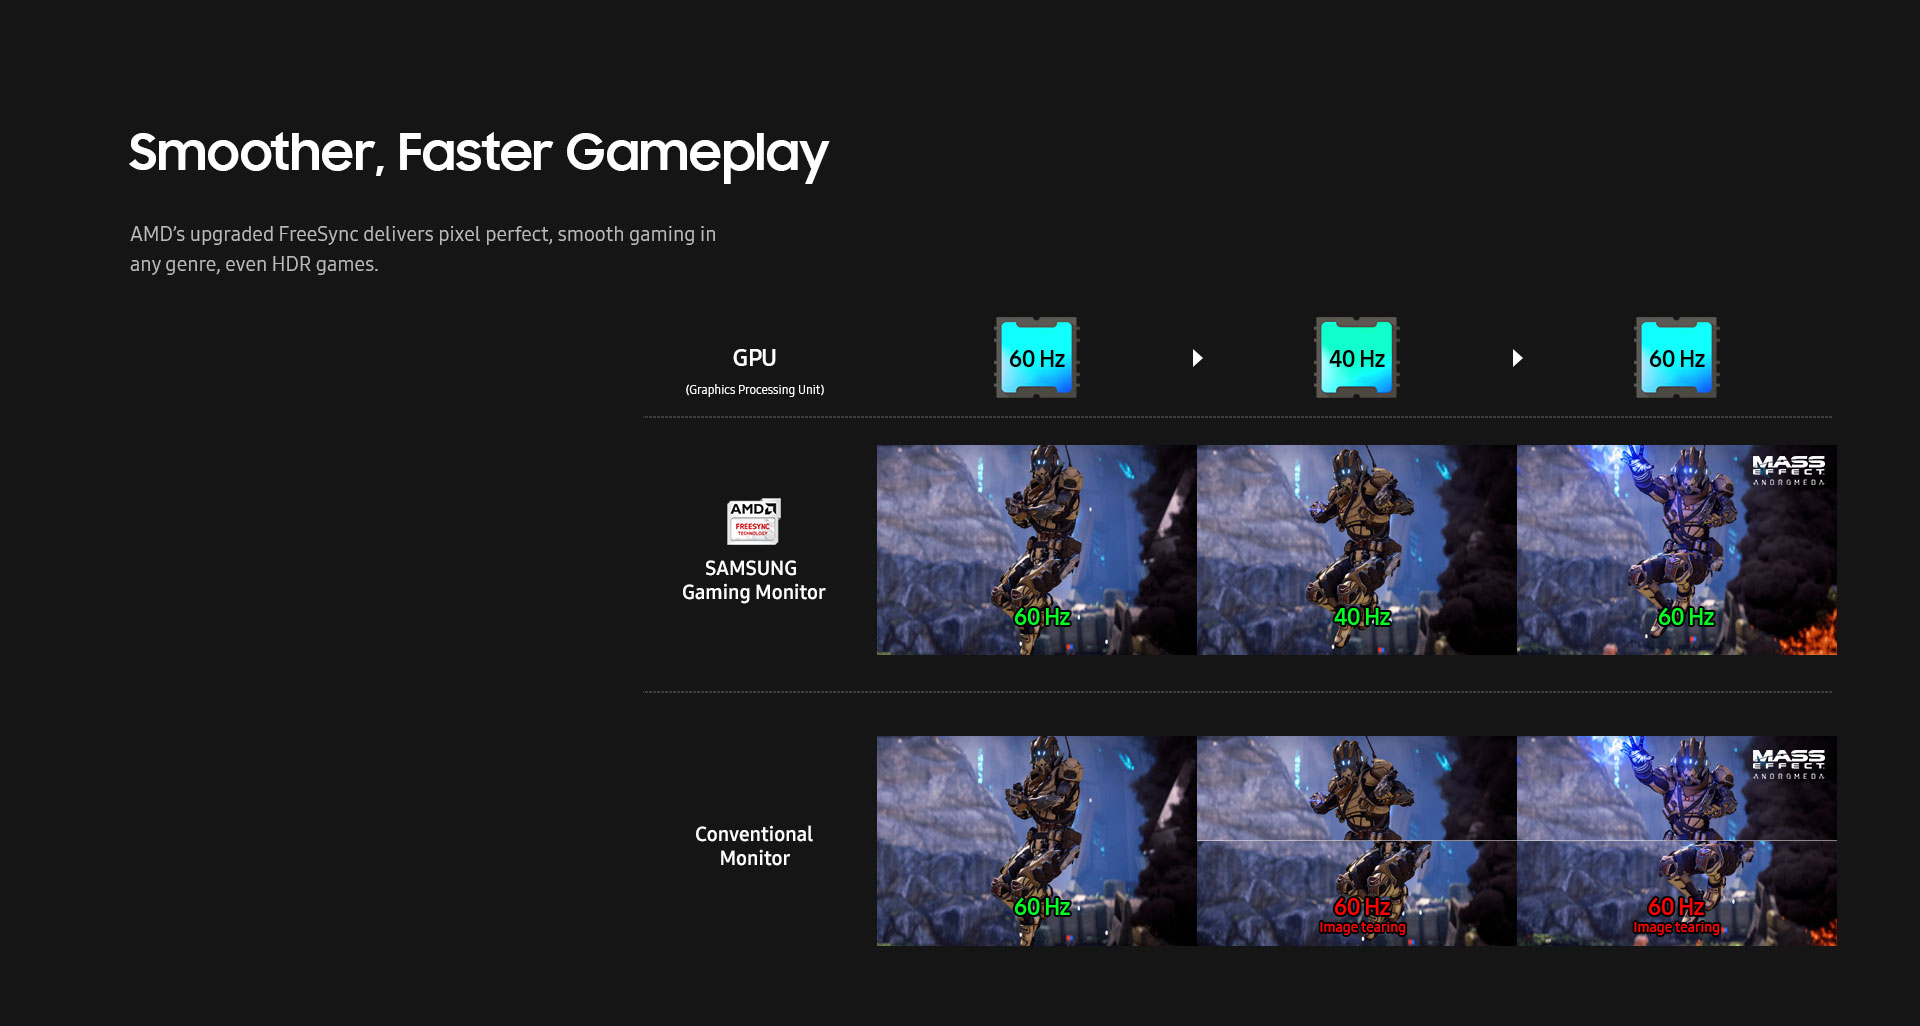 Smoother, Faster Gameplay
AMD’s upgraded FreeSync delivers pixel perfect, smooth gaming in
any genre, even HDR games.
GPU
(Graphics Processing Unit)
60 Hz
40 Hz
60 Hz
AMD
FREESYNC
TECHNOLOGY
SAMSUNG
Gaming Monitor
60 Hz
40 Hz
MASS
EFFECT
ANDROMEDA
60 Hz
Conventional
Monitor
60 Hz
60 Hz
Image tearing
MASS
EFFECT
ANDROMEDA
60 Hz
Image tearing